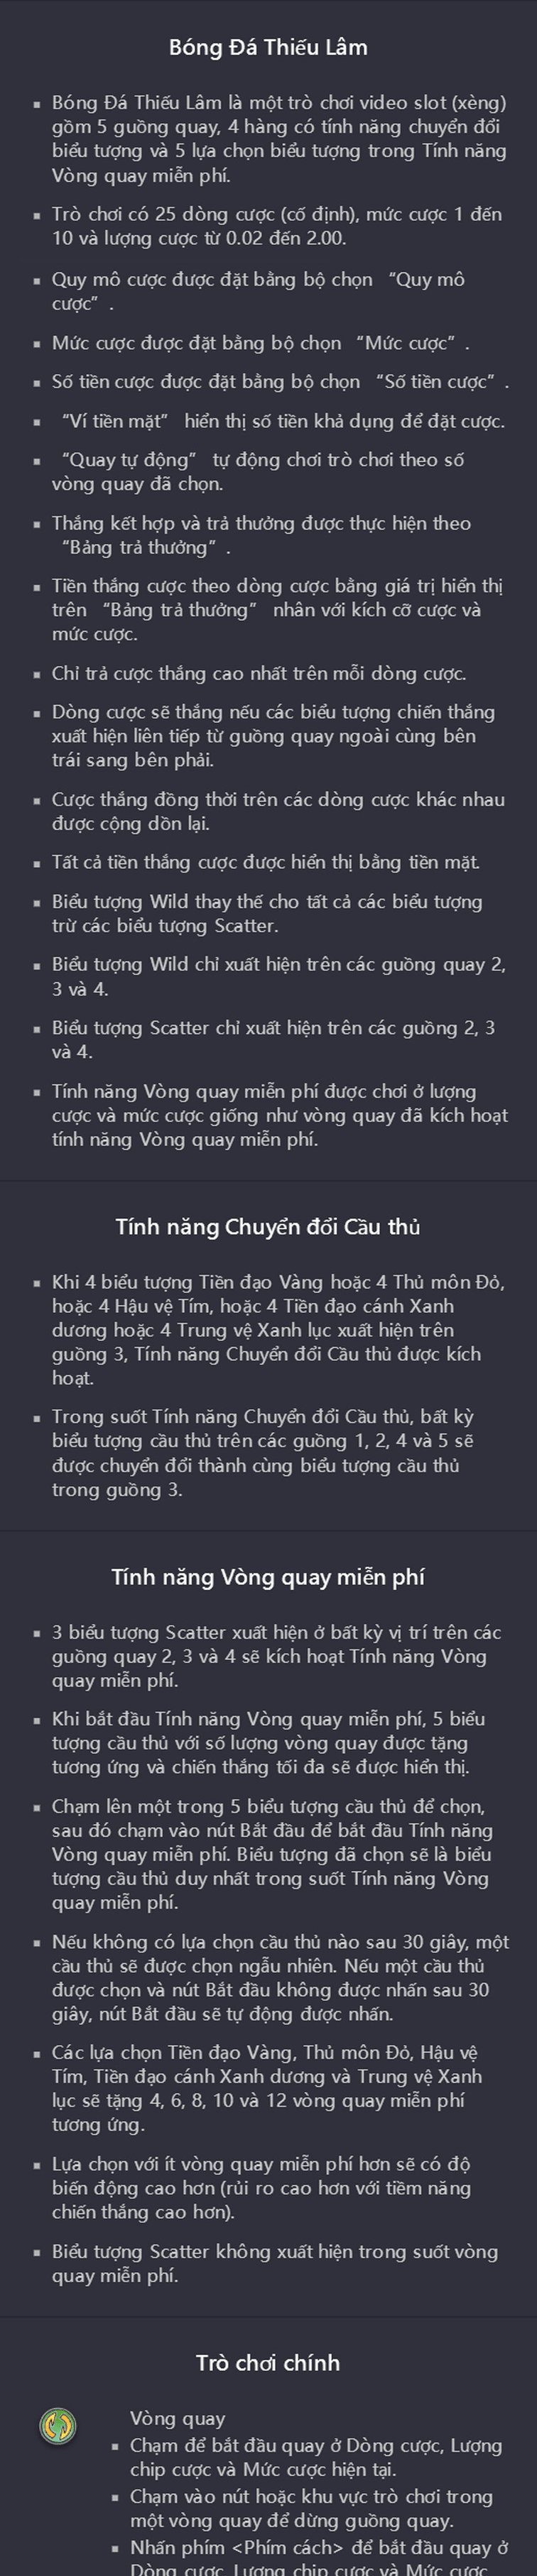 Bóng Đá Thiếu Lâm
▪ Bóng Đá Thiếu Lâm là một trò chơi video slot (xèng)
gồm 5 guồng quay, 4 hàng có tính năng chuyển đổi
biểu tượng và 5 lựa chọn biểu tượng trong Tính năng
Vòng quay miễn phí.
▪ Trò chơi có 25 dòng cược (cố định), mức cược 1 đến
10 và lượng cược từ 0.02 đến 2.00.
▪ Quy mô cược được đặt bằng bộ chọn “Quy mô
cược” .
▪ Mức cược được đặt bằng bộ chọn “Mức cược” .
▪ Số tiền cược được đặt bằng bộ chọn “Số tiền cược” .
▪ “Ví tiền mặt” hiển thị số tiền khả dụng để đặt cược.
▪ “Quay tự động” tự động chơi trò chơi theo số
vòng quay đã chọn.
▪ Thắng kết hợp và trả thưởng được thực hiện theo
“Bảng trả thưởng” .
▪ Tiền thắng cược theo dòng cược bằng giá trị hiển thị
trên “Bảng trả thưởng” nhân với kích cỡ cược và
mức cược.
▪ Chỉ trả cược thắng cao nhất trên mỗi dòng cược.
▪ Dòng cược sẽ thắng nếu các biểu tượng chiến thắng
xuất hiện liên tiếp từ guồng quay ngoài cùng bên
trái sang bên phải.
▪ Cược thắng đồng thời trên các dòng cược khác nhau
được cộng dồn lại.
▪ Tất cả tiền thắng cược được hiển thị bằng tiền mặt.
▪ Biểu tượng Wild thay thế cho tất cả các biểu tượng
trừ các biểu tượng Scatter.
▪ Biểu tượng Wild chỉ xuất hiện trên các guồng quay 2,
3 và 4.
▪ Biểu tượng Scatter chỉ xuất hiện trên các guồng 2, 3
và 4.
▪ Tính năng Vòng quay miễn phí được chơi ở lượng
cược và mức cược giống như vòng quay đã kích hoạt
tính năng Vòng quay miễn phí.
Tính năng Chuyển đổi Cầu thủ
▪ Khi 4 biểu tượng Tiền đạo Vàng hoặc 4 Thủ môn Đỏ,
hoặc 4 Hậu vệ Tím, hoặc 4 Tiền đạo cánh Xanh
dương hoặc 4 Trung vệ Xanh lục xuất hiện trên
guồng 3, Tính năng Chuyển đổi Cầu thủ được kích
hoạt.
▪ Trong suốt Tính năng Chuyển đổi Cầu thủ, bất kỳ
biểu tượng cầu thủ trên các guồng 1, 2, 4 và 5 sẽ
được chuyển đổi thành cùng biểu tượng cầu thủ
trong guồng 3.
Tính năng Vòng quay miễn phí
▪ 3 biểu tượng Scatter xuất hiện ở bất kỳ vị trí trên các
guồng quay 2, 3 và 4 sẽ kích hoạt Tính năng Vòng
quay miễn phí.
▪ Khi bắt đầu Tính năng Vòng quay miễn phí, 5 biểu
tượng cầu thủ với số lượng vòng quay được tặng
tương ứng và chiến thắng tối đa sẽ được hiển thị.
▪ Chạm lên một trong 5 biểu tượng cầu thủ để chọn,
sau đó chạm vào nút Bắt đầu để bắt đầu Tính năng
Vòng quay miễn phí. Biểu tượng đã chọn sẽ là biểu
tượng cầu thủ duy nhất trong suốt Tính năng Vòng
quay miễn phí.
▪ Nếu không có lựa chọn cầu thủ nào sau 30 giây, một
cầu thủ sẽ được chọn ngẫu nhiên. Nếu một cầu thủ
được chọn và nút Bắt đầu không được nhấn sau 30
giây, nút Bắt đầu sẽ tự động được nhấn.
▪ Các lựa chọn Tiền đạo Vàng, Thủ môn Đỏ, Hậu vệ
Tím, Tiền đạo cánh Xanh dương và Trung vệ Xanh
lục sẽ tặng 4, 6, 8, 10 và 12 vòng quay miễn phí
tương ứng.
▪ Lựa chọn với ít vòng quay miễn phí hơn sẽ có độ
biến động cao hơn (rủi ro cao hơn với tiềm năng
chiến thắng cao hơn).
▪ Biểu tượng Scatter không xuất hiện trong suốt vòng
quay miễn phí.
Trò chơi chính
Vòng quay
▪ Chạm để bắt đầu quay ở Dòng cược, Lượng
chip cược và Mức cược hiện tại.
▪ Chạm vào nút hoặc khu vực trò chơi trong
một vòng quay để dừng guồng quay.
▪ Nhấn phím <Phím cách> để bắt đầu quay ở
Dòng cược, Lượng chip cược và Mức cược